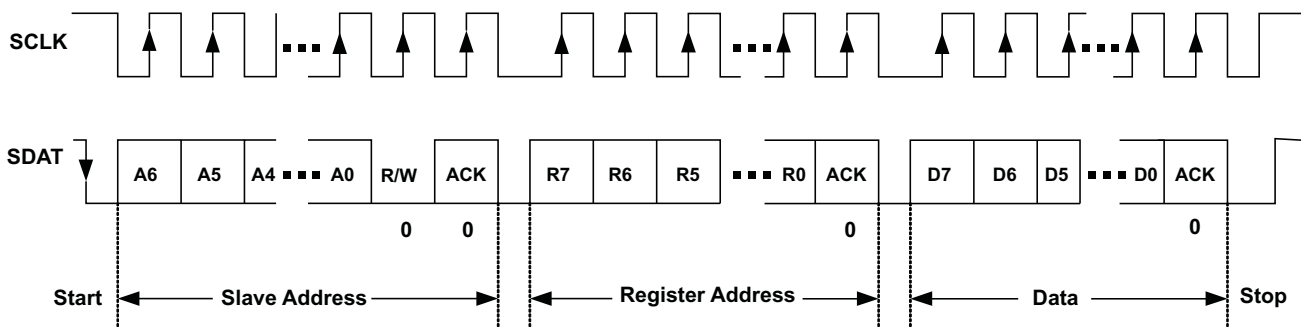 SCLK
SDAT
A6 A5 A4 A0 R/W ACK R7 R6 R5 R0 ACK D7 D6 D5 D0 ACK
0 0 0 0
Start Slave Address Register Address Data Stop